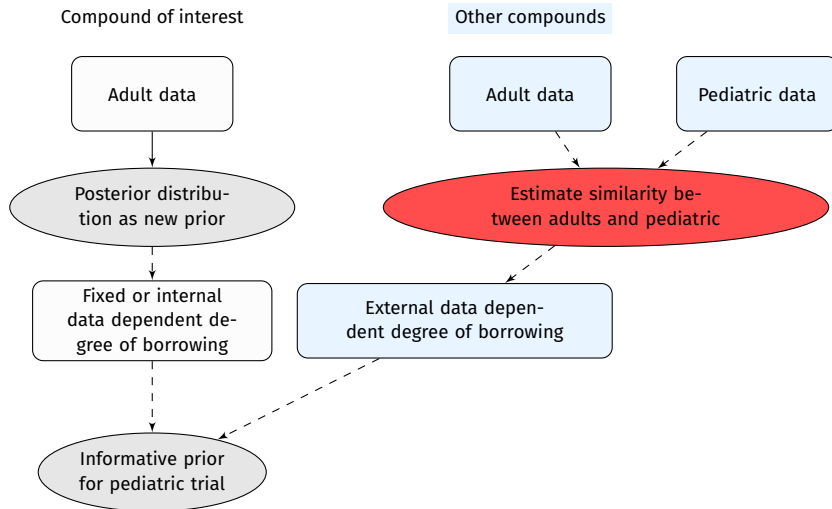 Compound of interest
Other compounds
Adult data
Adult data
Pediatric data
Posterior distribu-
tion as new prior
Estimate similarity be-
tween adults and pediatric
Fixed or internal
data dependent de-
gree of borrowing
External data depen-
dent degree of borrowing
Informative prior
for pediatric trial